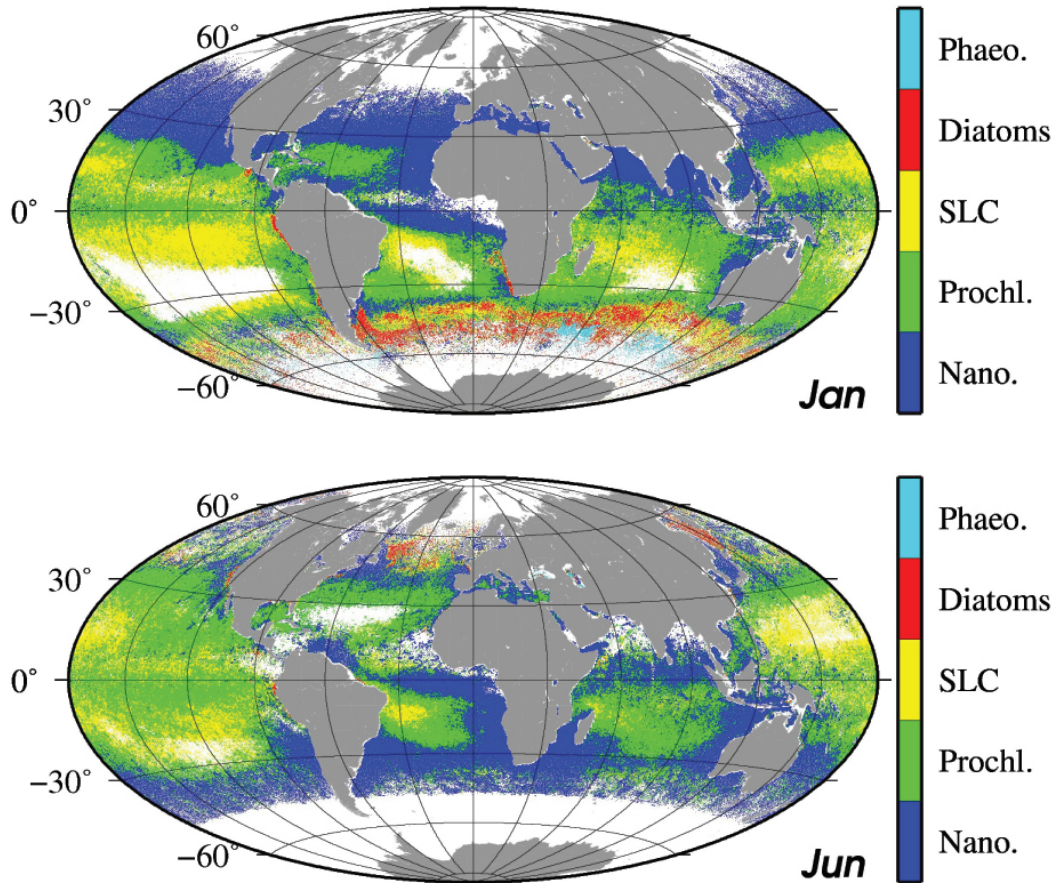 60°
30°
0°
−30°
−60°
Jan
Phaeo.
Diatoms
SLC
Prochl.
Nano.
60°
30°
0°
−30°
−60°
Jun
Phaeo.
Diatoms
SLC
Prochl.
Nano.